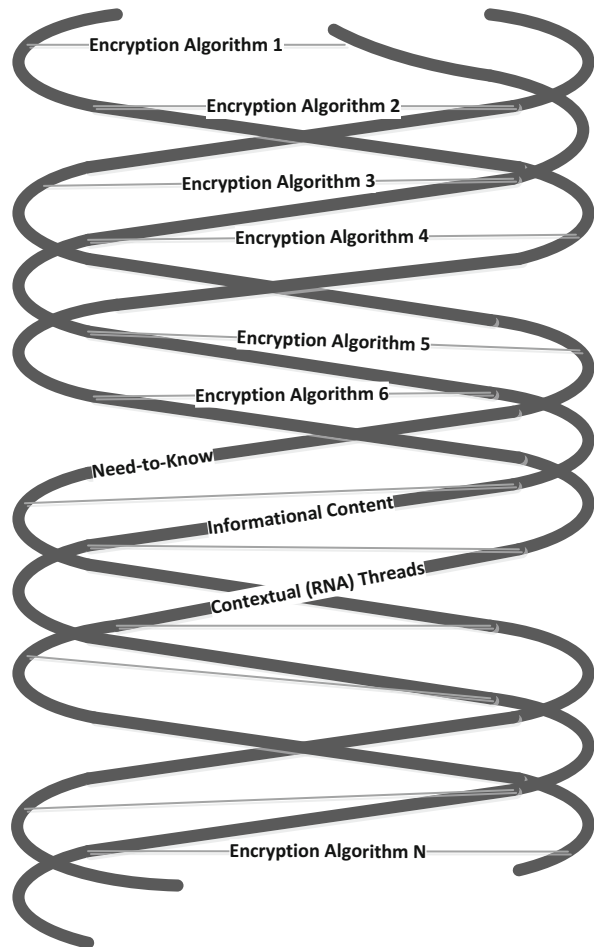 Encryption Algorithm 1
Encryption Algorithm 2
Encryption Algorithm 3
Encryption Algorithm 4
Encryption Algorithm 5
Encryption Algorithm 6
Need-to-Know
Informational Content
Contextual (RNA) Threads
Encryption Algorithm N